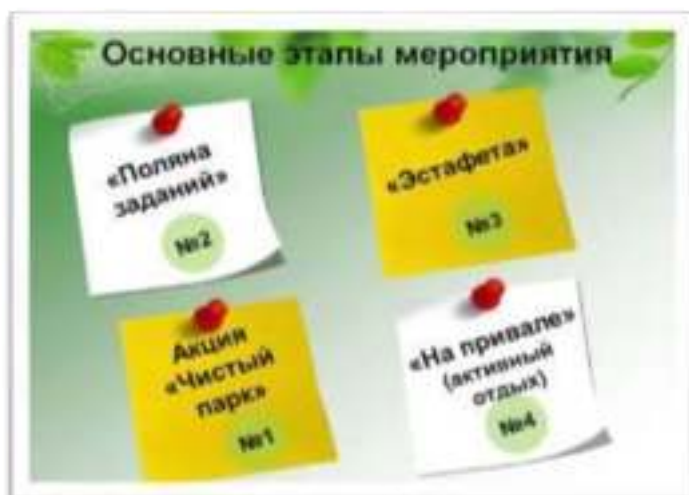 Основные этапы мероприятия
«Поляна
заданий»
№2
«Эстафета»
№3
Акция
«Чистый
парк»
№1
«На привале»
(активный
отдых)
№4